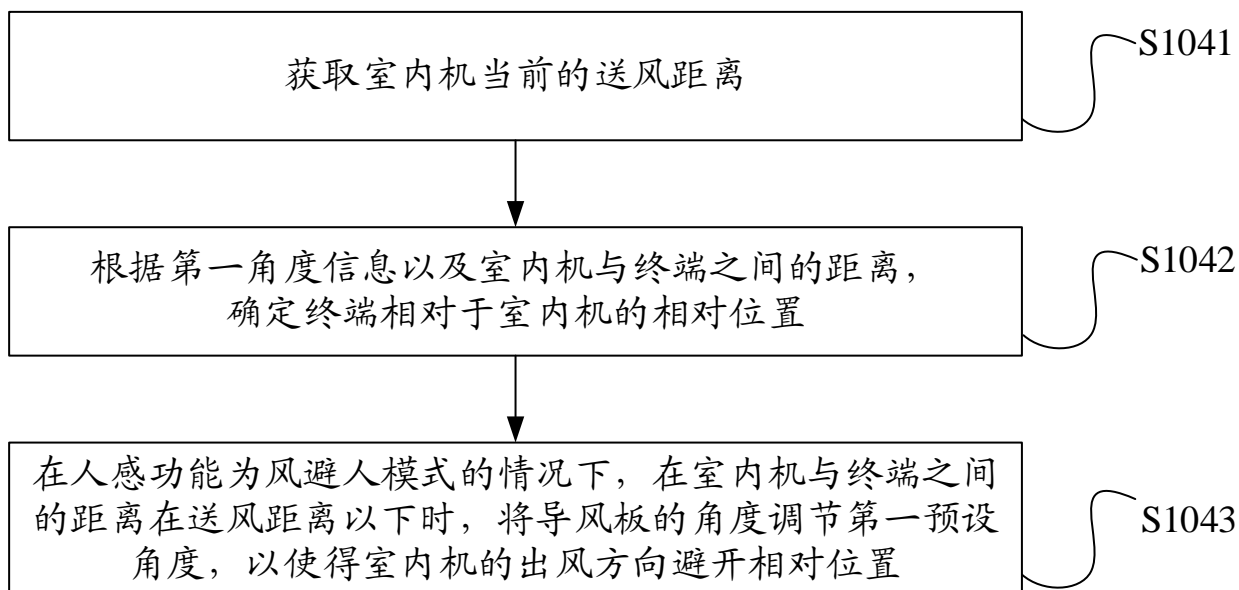 获取室内机当前的送风距离
S1041
根据第一角度信息以及室内机与终端之间的距离，
确定终端相对于室内机的相对位置
S1042
在人感功能为风避人模式的情况下，在室内机与终端之间
的距离在送风距离以下时，将导风板的角度调节第一预设
角度，以使得室内机的出风方向避开相对位置
S1043